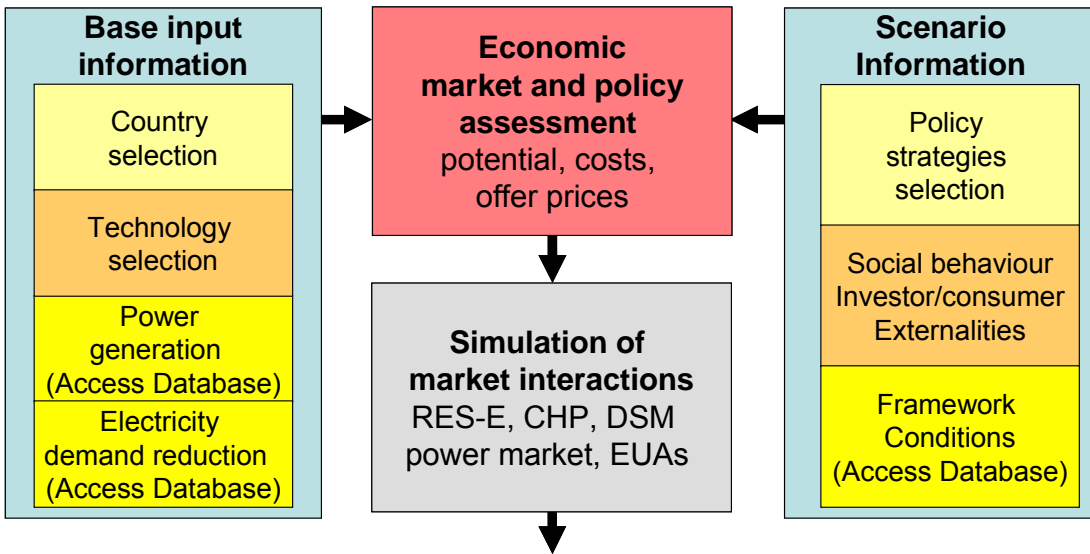 Base input
information
Country
selection
Technology
selection
Power
generation
(Access Database)
Electricity
demand reduction
(Access Database)
Economic
market and policy
assessment
potential, costs,
offer prices
Simulation of
market interactions
RES-E, CHP, DSM
power market, EUAs
Scenario
Information
Policy
strategies
selection
Social behaviour
Investor/consumer
Externalities
Framework
Conditions
(Access Database)